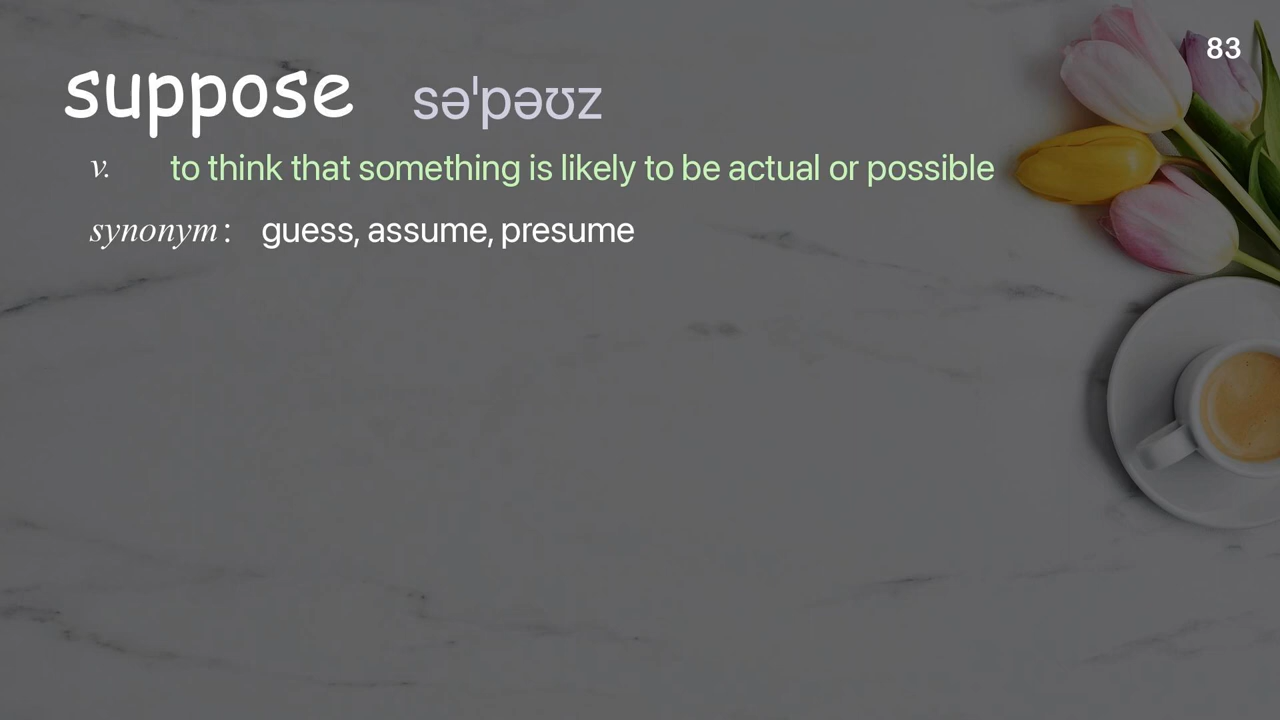 83
suppose səˈpəʊz
v. to think that something is likely to be actual or possible
synonym: guess, assume, presume